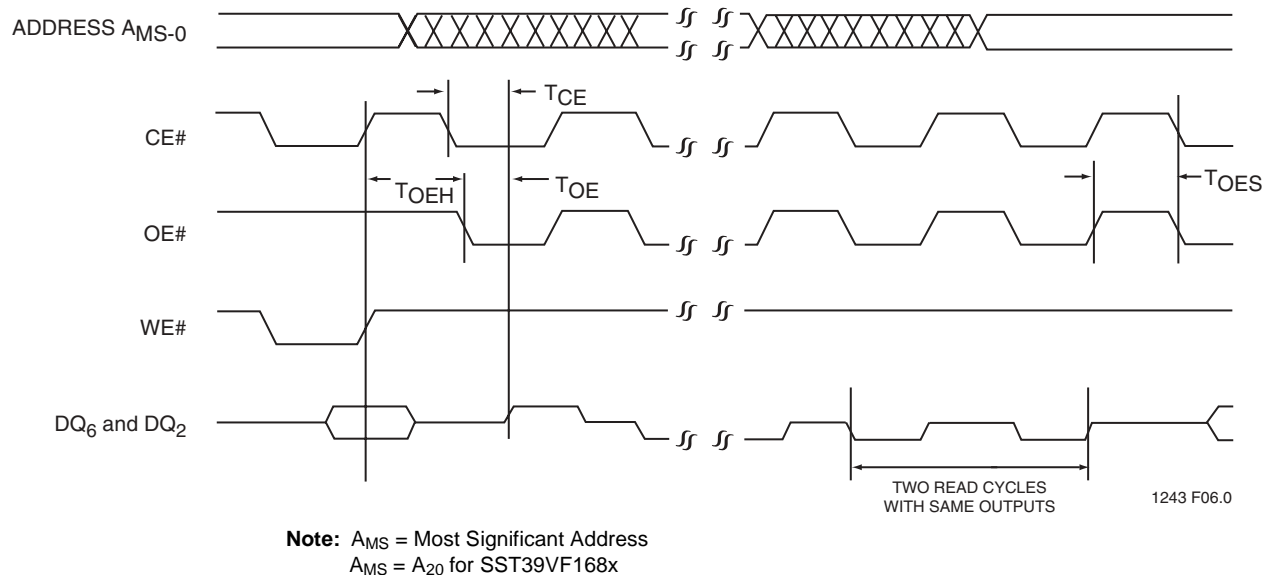 ADDRESS AMS-0
TCE
CE#
TOEH
TOE
TOES
OE#
WE#
DQ6 and DQ2
TWO READ CYCLES
WITH SAME OUTPUTS
1243 F06.0
Note: AMS = Most Significant Address
AMS = A20 for SST39VF168x